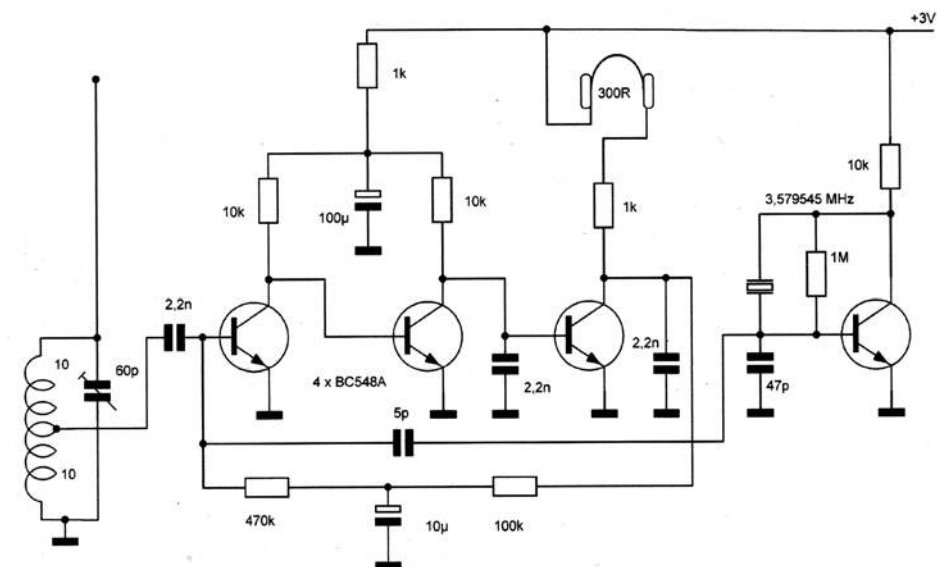 +3V
1k
300R
10k
100µ
10k
1k
10k
3,579545 MHz
1M
2,2n
10
60p
4 x BC548A
2,2n
2,2n
47p
10
5p
470k
10µ
100k